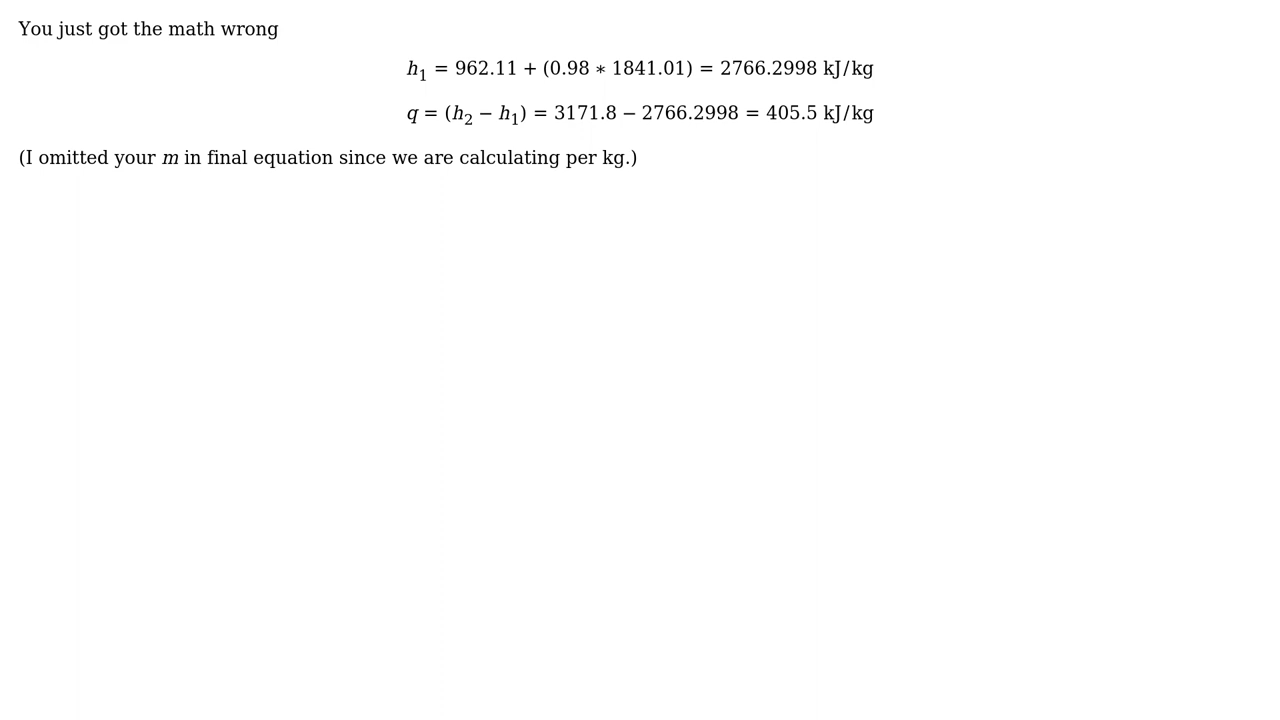 You just got the math wrong
h₁ = 962.11 + (0.98 ∗ 1841.01) = 2766.2998 kJ/kg
q = (h₂ − h₁) = 3171.8 − 2766.2998 = 405.5 kJ/kg
(I omitted your m in final equation since we are calculating per kg.)